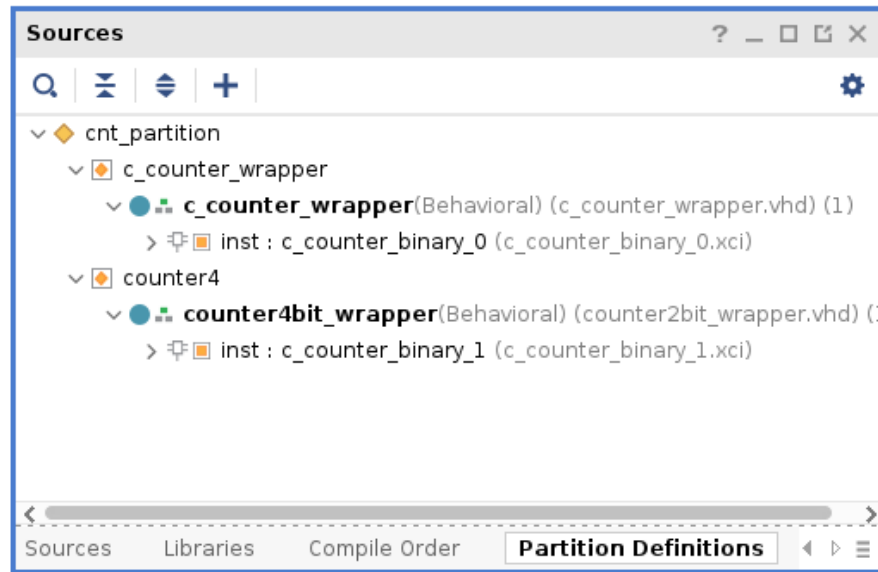 Sources
cnt_partition
c_counter_wrapper
c_counter_wrapper(Behavioral) (c_counter_wrapper.vhd) (1)
inst : c_counter_binary_0 (c_counter_binary_0.xci)
counter4
counter4bit_wrapper(Behavioral) (counter2bit_wrapper.vhd) (1
inst : c_counter_binary_1 (c_counter_binary_1.xci)
Sources Libraries Compile Order Partition Definitions